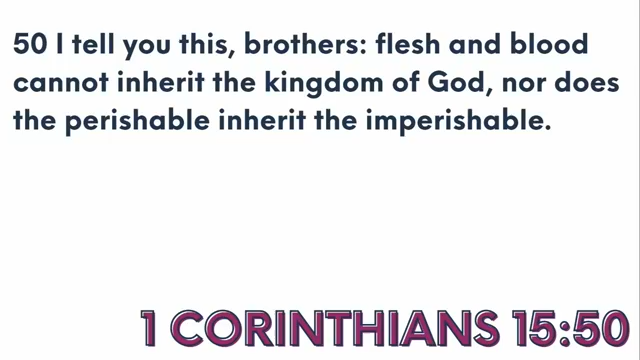 50 I tell you this, brothers: flesh and blood
cannot inherit the kingdom of God, nor does
the perishable inherit the imperishable.
1 CORINTHIANS 15:50